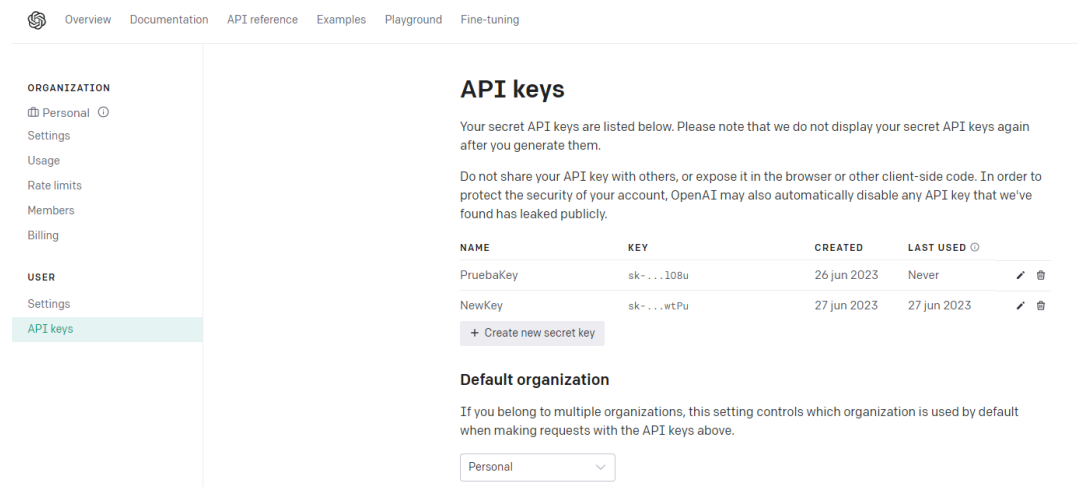 Overview Documentation API reference Examples Playground Fine-tuning
ORGANIZATION
Personal
Settings
Usage
Rate limits
Members
Billing
USER
Settings
API keys
API keys
Your secret API keys are listed below. Please note that we do not display your secret API keys again
after you generate them.
Do not share your API key with others, or expose it in the browser or other client-side code. In order to
protect the security of your account, OpenAI may also automatically disable any API key that we've
found has leaked publicly.
NAME KEY CREATED LAST USED
PruebaKey sk-...lO8u 26 jun 2023 Never
NewKey sk-...wtPu 27 jun 2023 27 jun 2023
+ Create new secret key
Default organization
If you belong to multiple organizations, this setting controls which organization is used by default
when making requests with the API keys above.
Personal